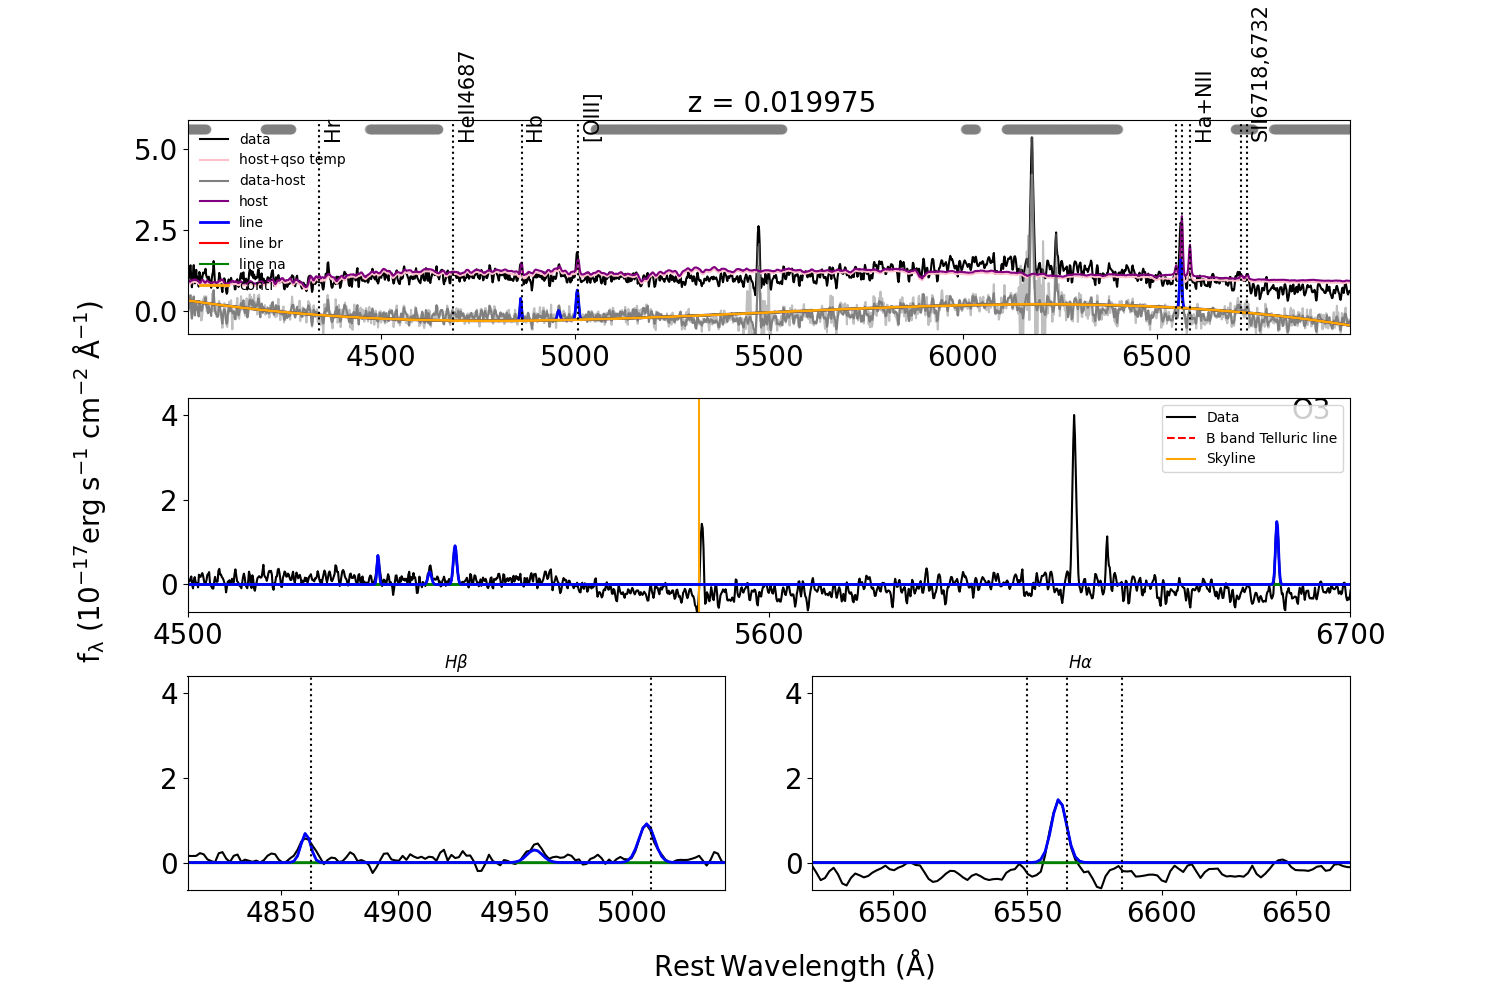 z = 0.019975
Hr
HeII4687
Hb
[OIII]
Ha+NII
SII6718,6732
data
host+qso temp
data-host
host
line
line br
line na
conti
5.0
2.5
0.0
4500
5000
5500
6000
6500
O3
Data
B band Telluric line
Skyline
4
2
0
4500
5600
6700
fλ (10−17erg s−1 cm−2 Å−1)
Hβ
4
2
0
4850
4900
4950
5000
Hα
4
2
0
6500
6550
6600
6650
Rest Wavelength (Å)